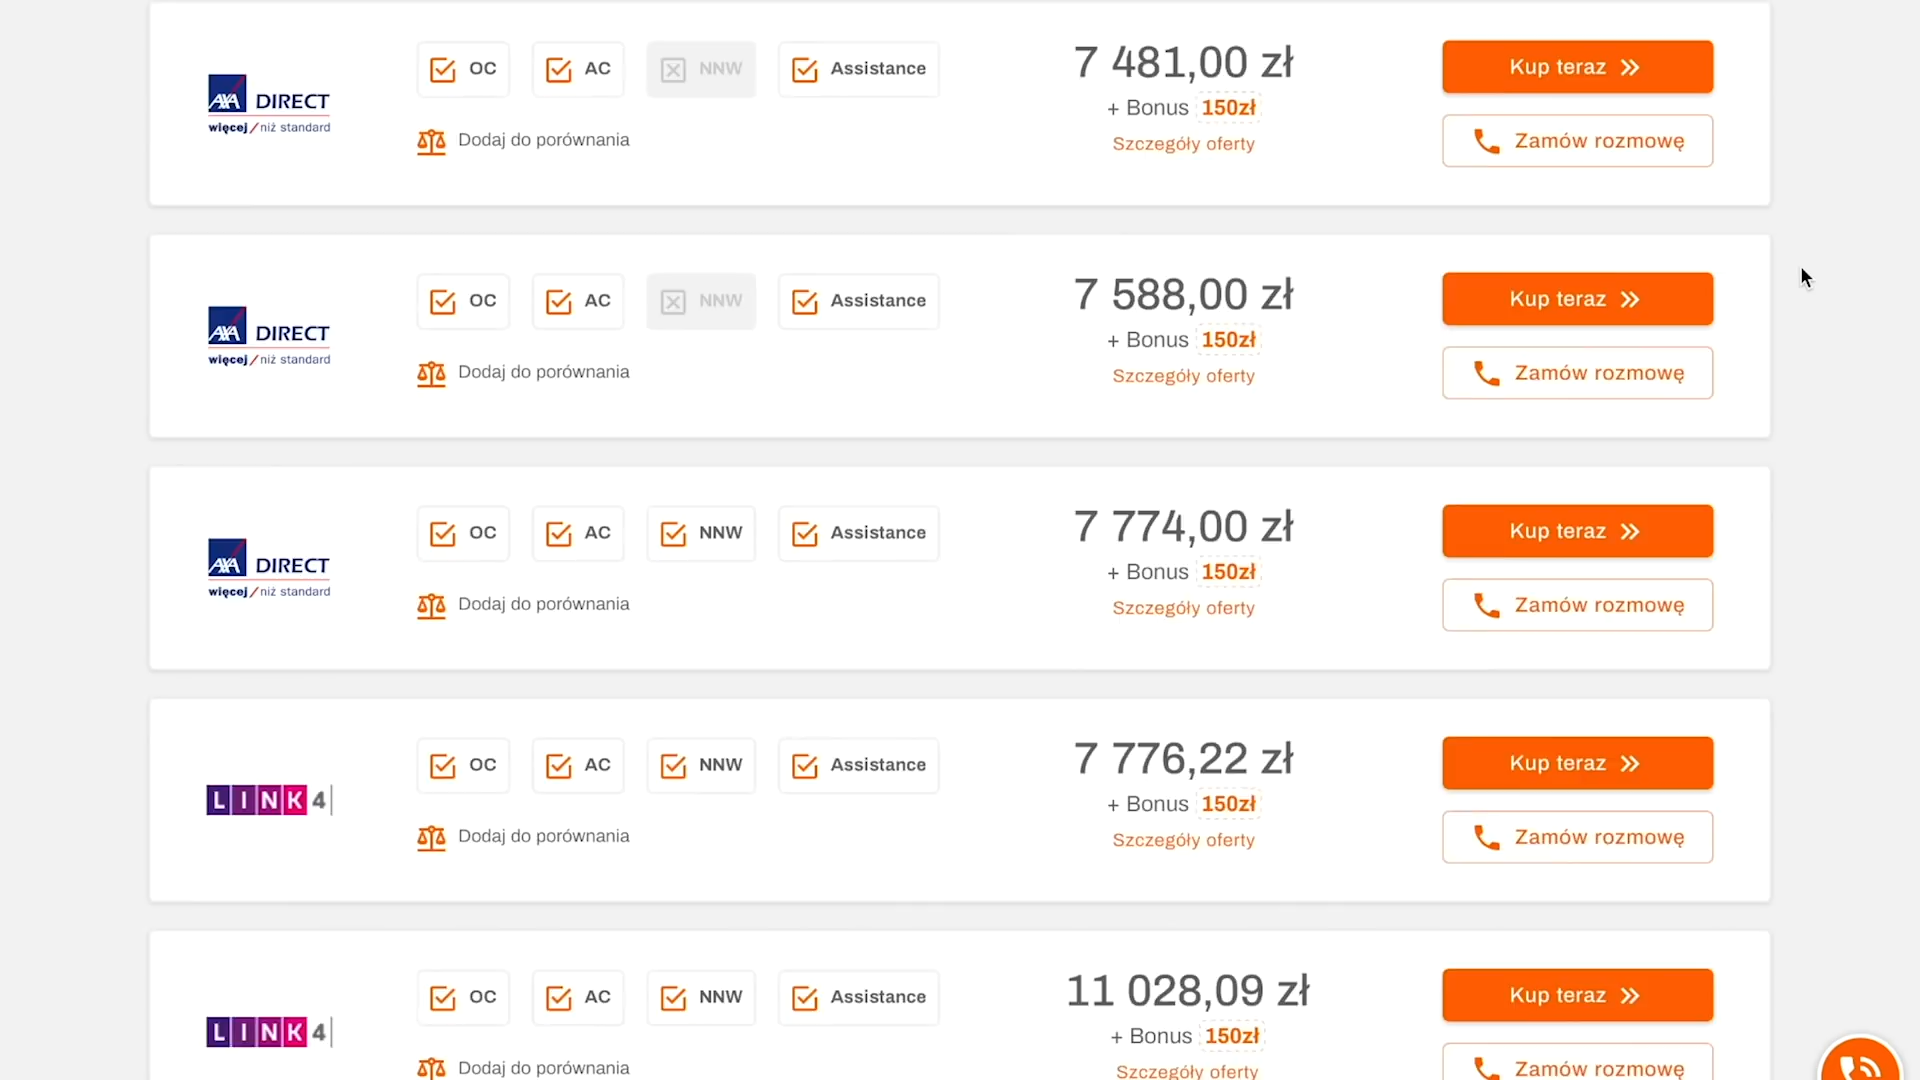 AXA DIRECT
więcej/niż standard
OC
AC
NNW
Assistance
Dodaj do porównania
7 481,00 zł
+ Bonus 150zł
Szczegóły oferty
Kup teraz
Zamów rozmowę
AXA DIRECT
więcej/niż standard
OC
AC
NNW
Assistance
Dodaj do porównania
7 588,00 zł
+ Bonus 150zł
Szczegóły oferty
Kup teraz
Zamów rozmowę
AXA DIRECT
więcej/niż standard
OC
AC
NNW
Assistance
Dodaj do porównania
7 774,00 zł
+ Bonus 150zł
Szczegóły oferty
Kup teraz
Zamów rozmowę
LINK4
OC
AC
NNW
Assistance
Dodaj do porównania
7 776,22 zł
+ Bonus 150zł
Szczegóły oferty
Kup teraz
Zamów rozmowę
LINK4
OC
AC
NNW
Assistance
Dodaj do porównania
11 028,09 zł
+ Bonus 150zł
Szczegóły oferty
Kup teraz
Zamów rozmowę